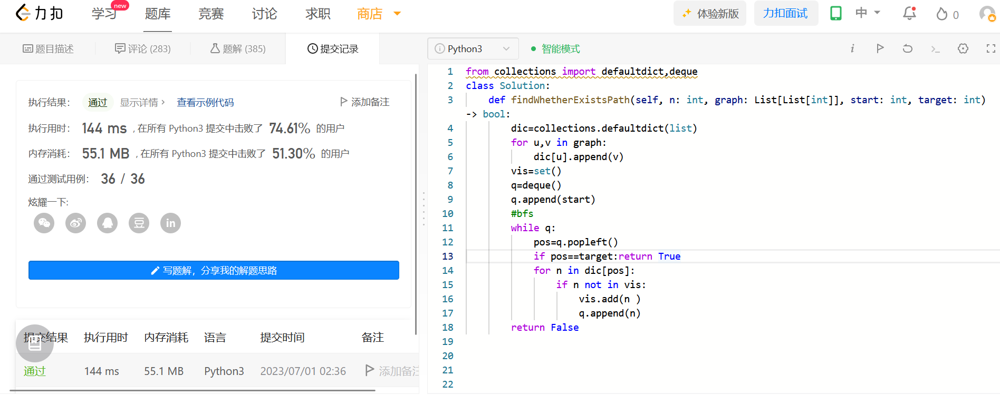 力扣 学习 new 题库 竞赛 讨论 求职 商店 体验新版 力扣面试 中 0
题目描述 评论 (283) 题解 (385) 提交记录
Python3 智能模式 i >_
执行结果： 通过 显示详情 › 查看示例代码 添加备注
执行用时： 144 ms , 在所有 Python3 提交中击败了 74.61% 的用户
内存消耗： 55.1 MB , 在所有 Python3 提交中击败了 51.30% 的用户
通过测试用例： 36 / 36
炫耀一下:
豆 in
写题解，分享我的解题思路
提交结果 执行用时 内存消耗 语言 提交时间 备注
通过 144 ms 55.1 MB Python3 2023/07/01 02:36 添加备注
1 from collections import defaultdict,deque
2 class Solution:
3 def findWhetherExistsPath(self, n: int, graph: List[List[int]], start: int, target: int)
-> bool:
4 dic=collections.defaultdict(list)
5 for u,v in graph:
6 dic[u].append(v)
7 vis=set()
8 q=deque()
9 q.append(start)
10 #bfs
11 while q:
12 pos=q.popleft()
13 if pos==target:return True
14 for n in dic[pos]:
15 if n not in vis:
16 vis.add(n )
17 q.append(n)
18 return False
19
20
21
22